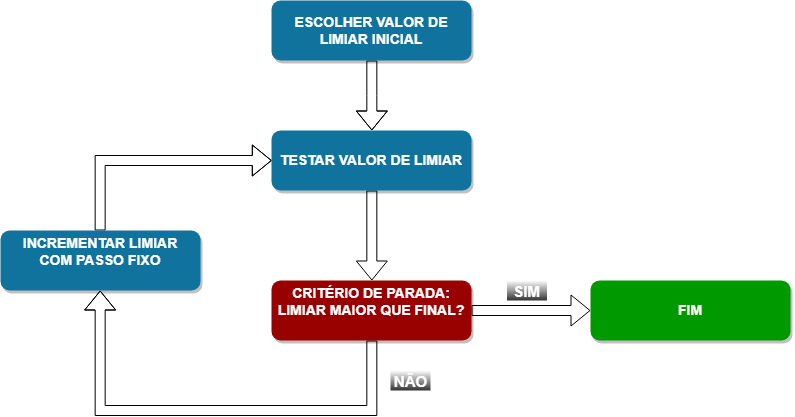 ESCOLHER VALOR DE
LIMIAR INICIAL
TESTAR VALOR DE LIMIAR
INCREMENTAR LIMIAR
COM PASSO FIXO
CRITÉRIO DE PARADA:
LIMIAR MAIOR QUE FINAL?
SIM
FIM
NÃO